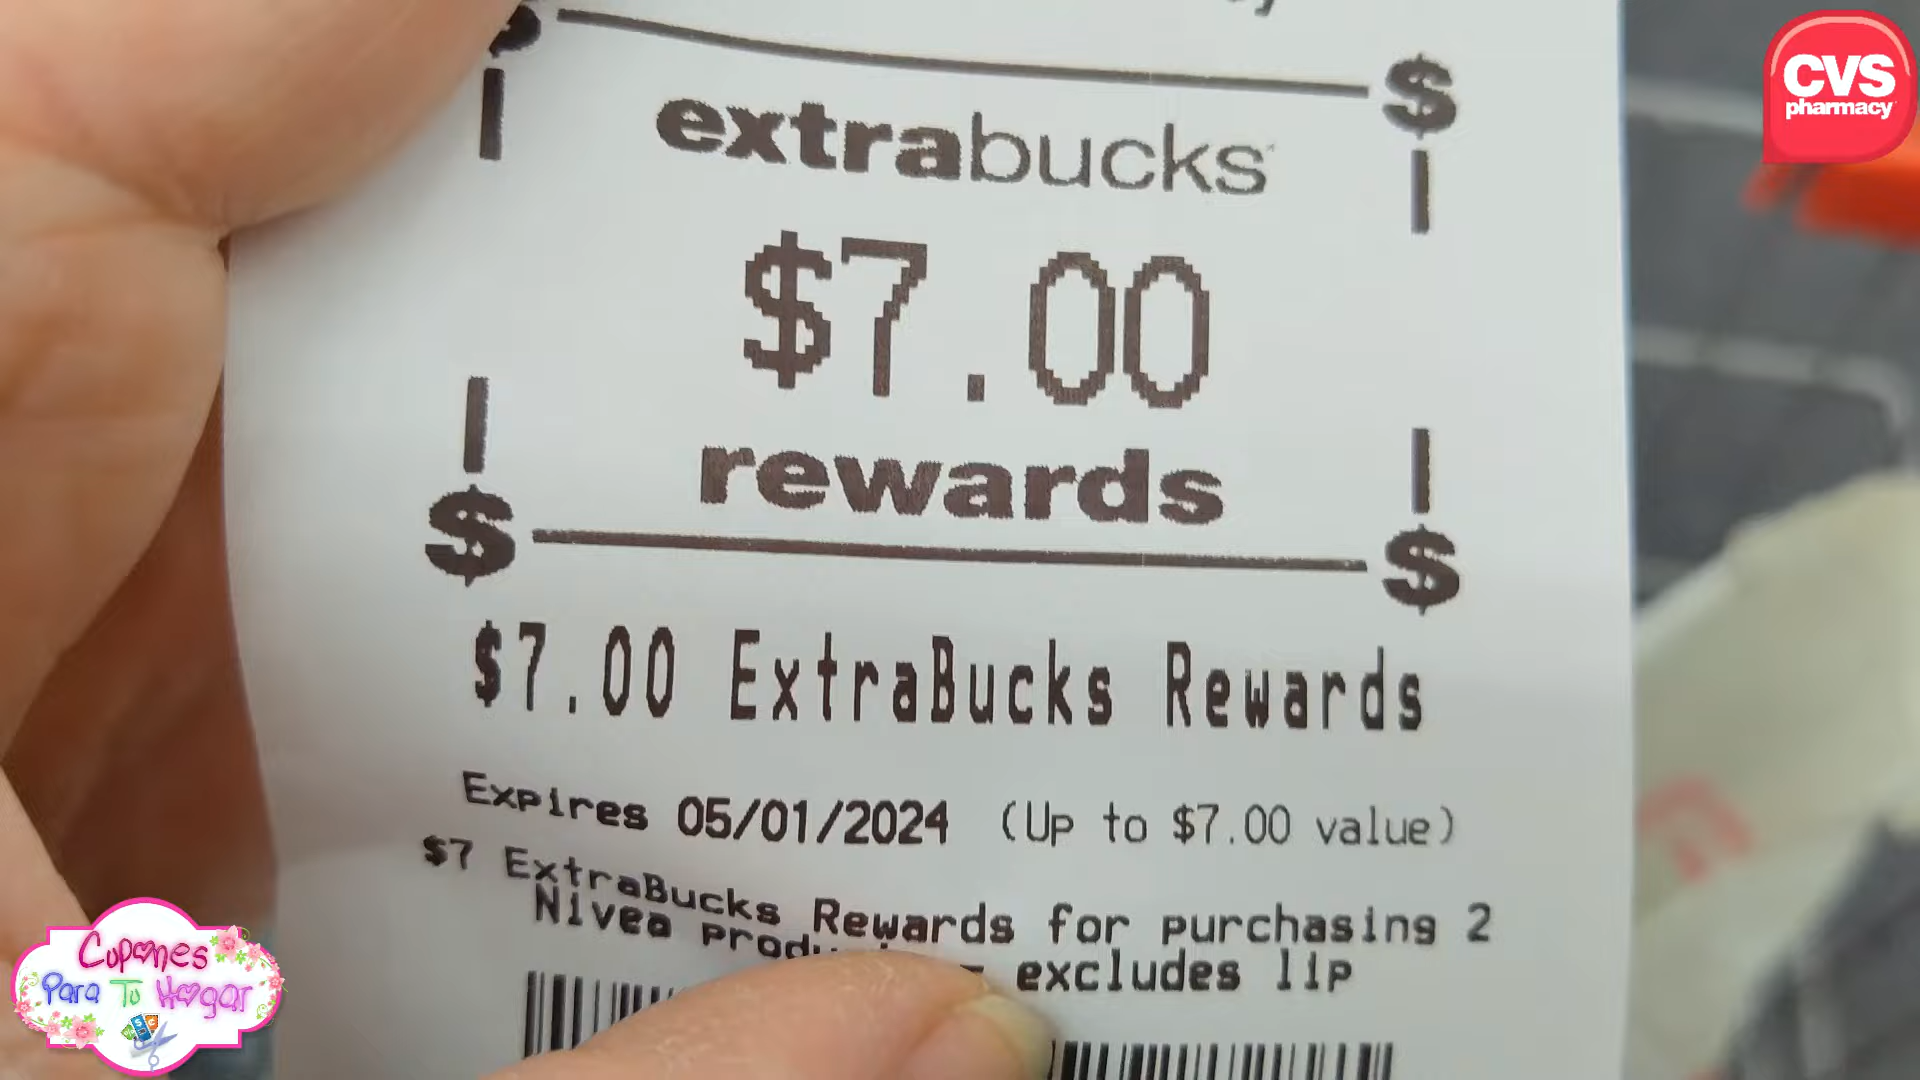 CVS
pharmacy
extrabucks
$7.00
rewards
$7.00 ExtraBucks Rewards
Expires 05/01/2024 (Up to $7.00 value)
$7 ExtraBucks Rewards for purchasing 2
Nivea excludes lip
Cupones
Para Tu Hogar